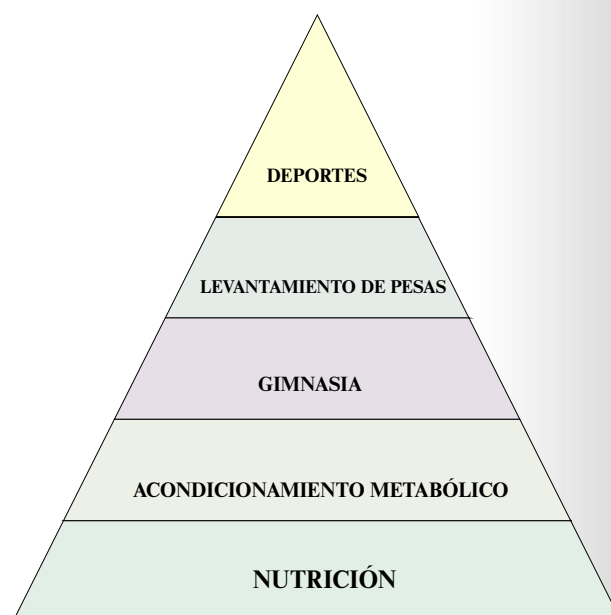 DEPORTES
LEVANTAMIENTO DE PESAS
GIMNASIA
ACONDICIONAMIENTO METABÓLICO
NUTRICIÓN